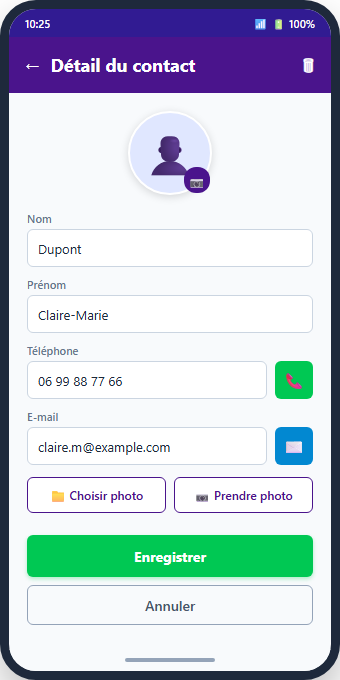 10:25 100%
← Détail du contact
Nom
Dupont
Prénom
Claire-Marie
Téléphone
06 99 88 77 66
E-mail
claire.m@example.com
Choisir photo Prendre photo
Enregistrer
Annuler